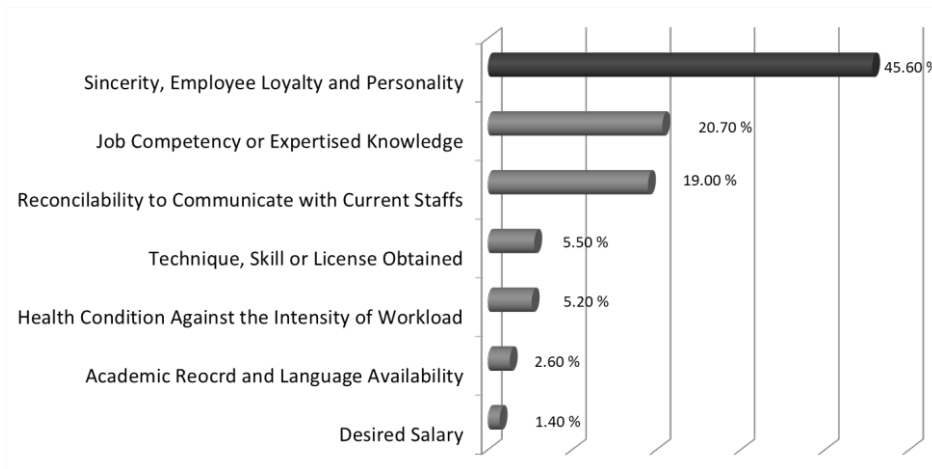 Sincerity, Employee Loyalty and Personality
45.60 %
Job Competency or Expertised Knowledge
20.70 %
Reconcilability to Communicate with Current Staffs
19.00 %
Technique, Skill or License Obtained
5.50 %
Health Condition Against the Intensity of Workload
5.20 %
Academic Reocrd and Language Availability
2.60 %
Desired Salary
1.40 %